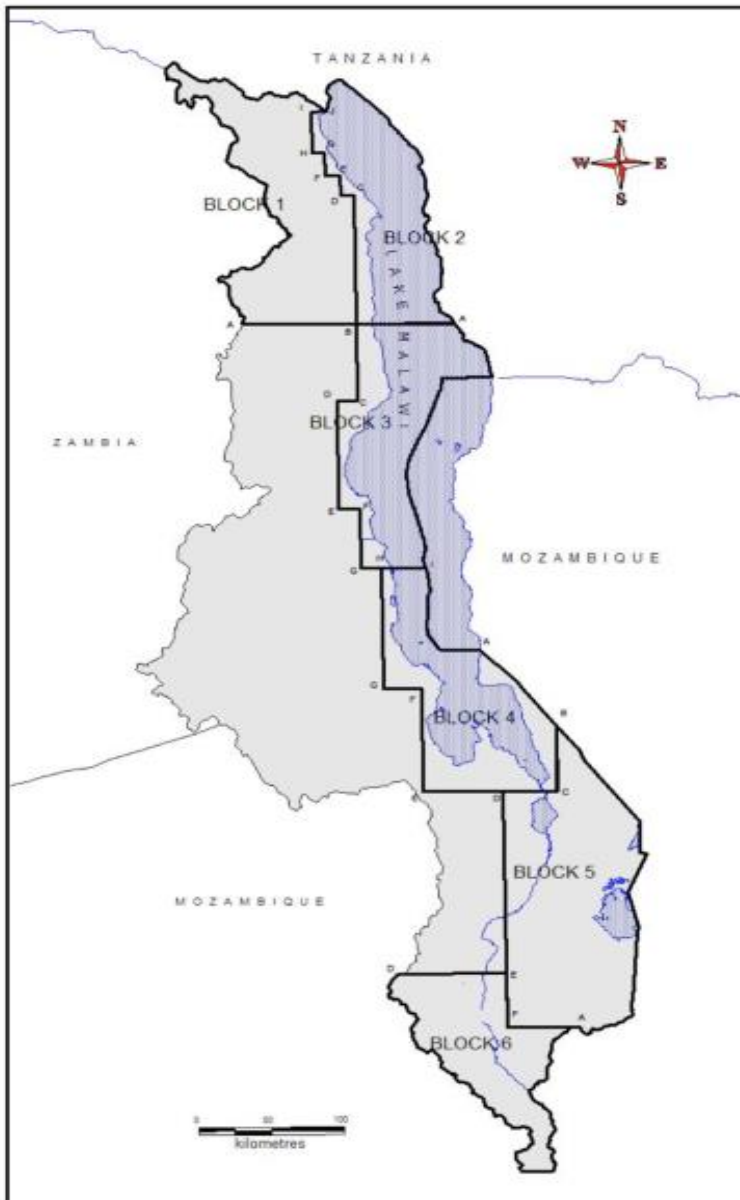 TANZANIA
N
W E
S
I J
H
G
E
F C
D
BLOCK 1
BLOCK 2
LAKE MALAWI
A B A
D C
BLOCK 3
ZAMBIA
E F
MOZAMBIQUE
G
A
G F
BLOCK 4
B
E D C
BLOCK 5
MOZAMBIQUE
D E
F A
BLOCK 6
0 50 100
kilometres